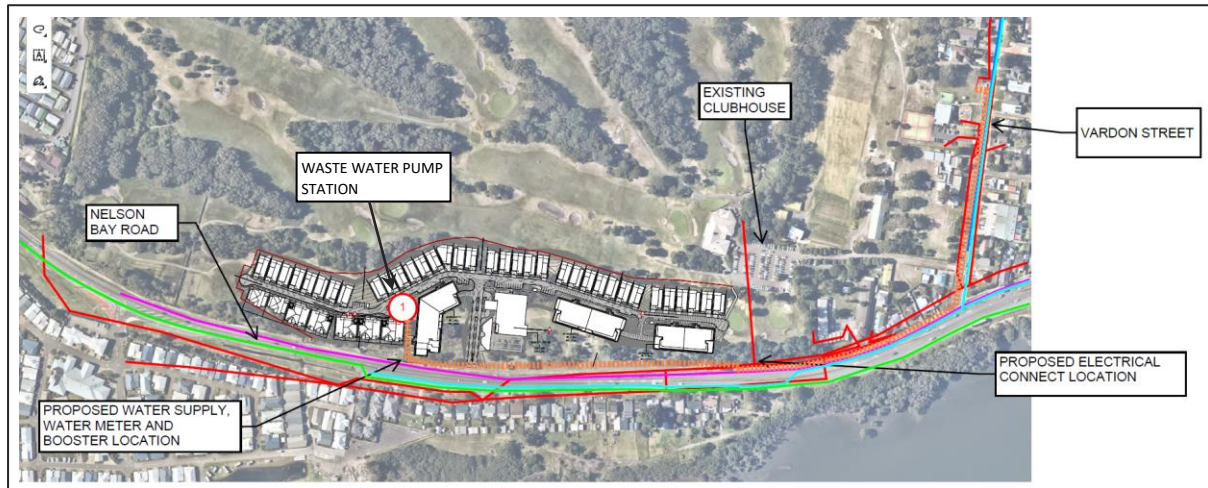 EXISTING
CLUBHOUSE
VARDON STREET
WASTE WATER PUMP
STATION
NELSON
BAY ROAD
1
PROPOSED WATER SUPPLY,
WATER METER AND
BOOSTER LOCATION
PROPOSED ELECTRICAL
CONNECT LOCATION